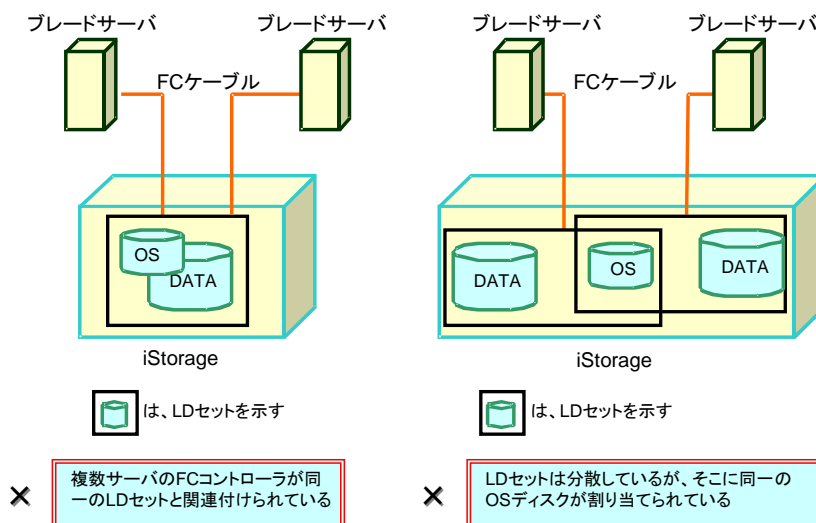 ブレードサーバ
ブレードサーバ
FCケーブル
OS
DATA
iStorage
は、LDセットを示す
× 複数サーバのFCコントローラが同
一のLDセットと関連付けられている
ブレードサーバ
ブレードサーバ
FCケーブル
DATA
OS
DATA
iStorage
は、LDセットを示す
× LDセットは分散しているが、そこに同一の
OSディスクが割り当てられている